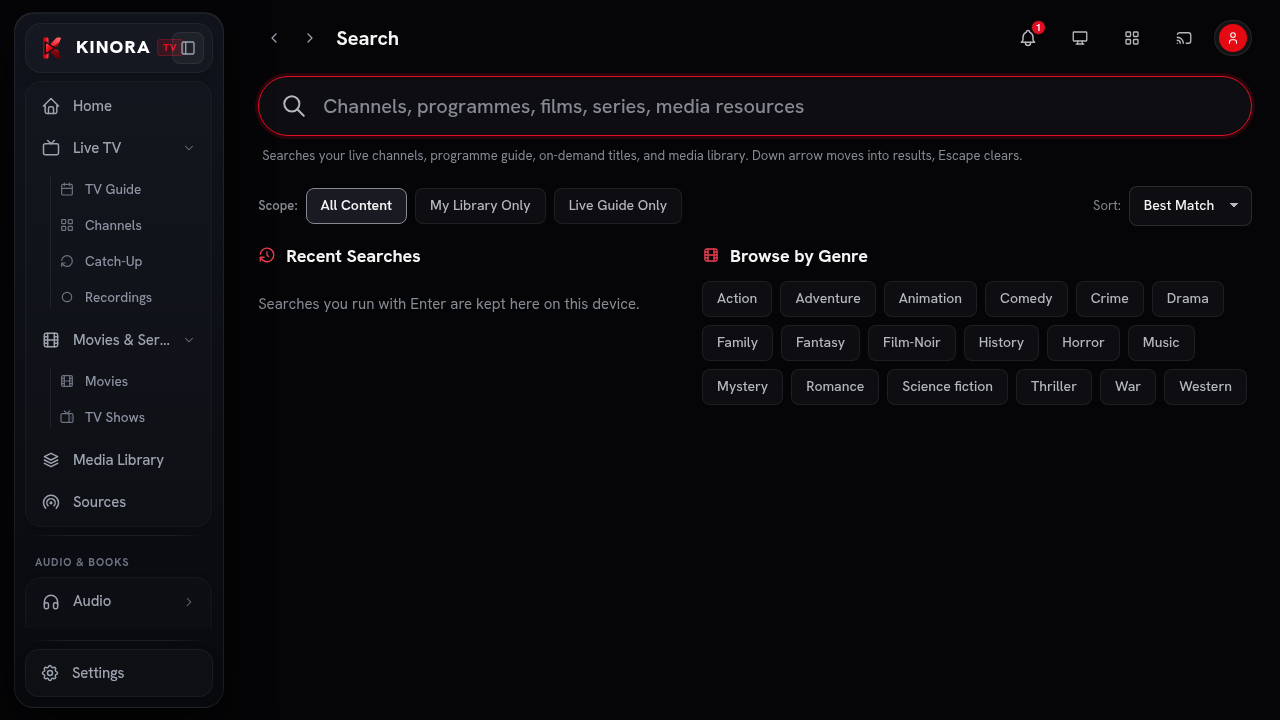 KINORA TV
Home
Live TV
TV Guide
Channels
Catch-Up
Recordings
Movies & Ser...
Movies
TV Shows
Media Library
Sources
AUDIO & BOOKS
Audio
Settings
Search
1
Channels, programmes, films, series, media resources
Searches your live channels, programme guide, on-demand titles, and media library. Down arrow moves into results, Escape clears.
Scope: All Content My Library Only Live Guide Only Sort: Best Match
Recent Searches
Searches you run with Enter are kept here on this device.
Browse by Genre
Action Adventure Animation Comedy Crime Drama
Family Fantasy Film-Noir History Horror Music
Mystery Romance Science fiction Thriller War Western